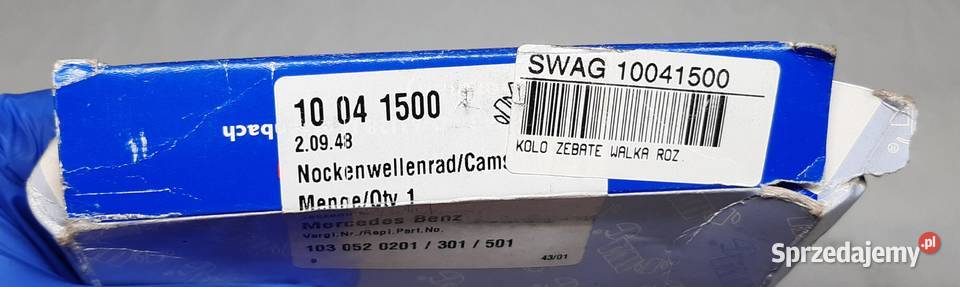 SWAG 10041500
KOLO ZEBATE WALKA ROZ.
10 04 1500
2.09.48
Nockenwellenrad/Cams
Menge/Qty 1
Mercedes Benz
Vergl.Nr./Repl.Part.No.
103 052 0201 / 301 / 501
43/01
bach
Sprzedajemy.pl